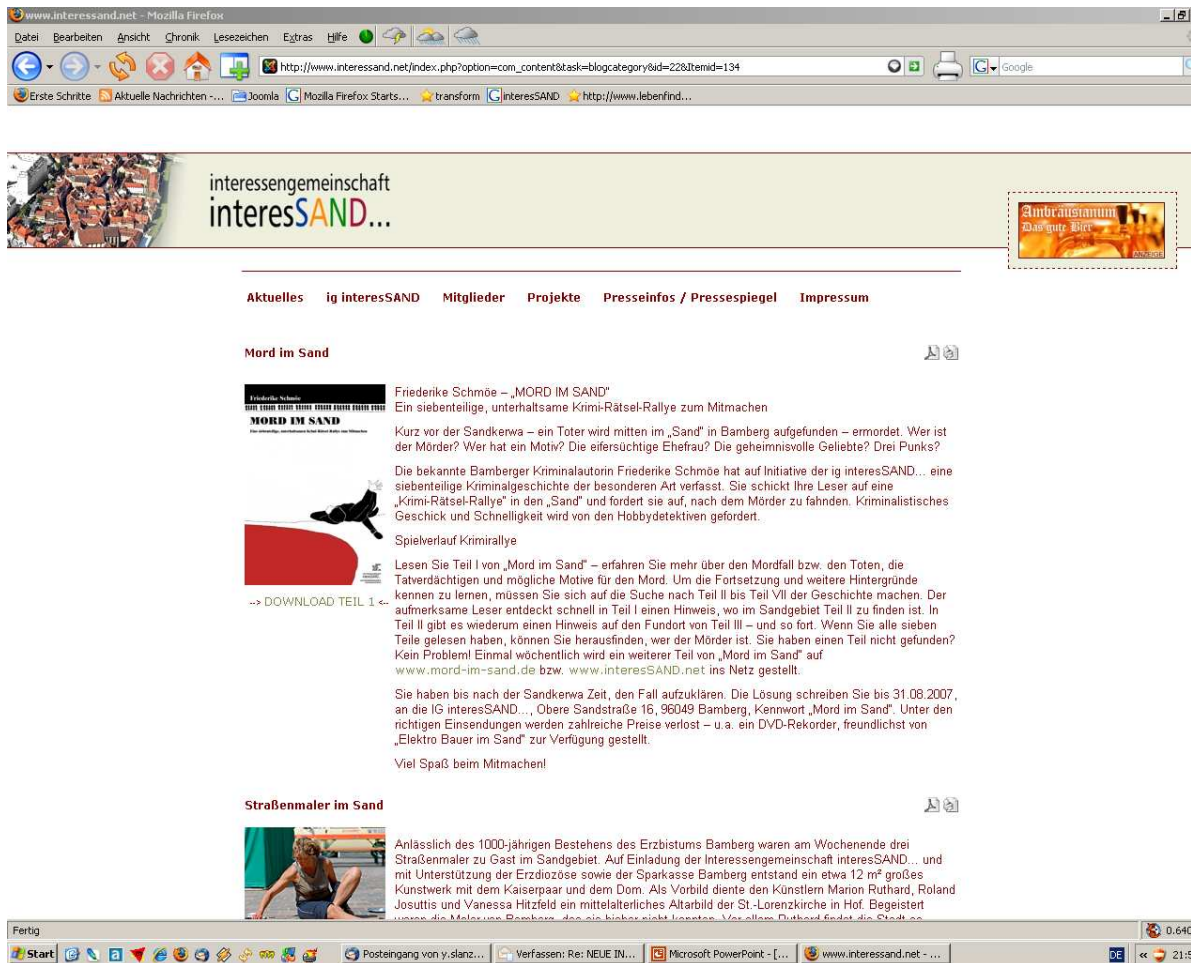 www.interessand.net - Mozilla Firefox
Datei Bearbeiten Ansicht Chronik Lesezeichen Extras Hilfe
http://www.interessand.net/index.php?option=com_content&task=blogcategory&id=22&Itemid=134
Google
Erste Schritte Aktuelle Nachrichten -... Joomla Mozilla Firefox Starts... transform interesSAND http://www.lebenfind...
interessengemeinschaft
interesSAND...
Ambräusianum
Das gute Bier
ANZEIGE
Aktuelles ig interesSAND Mitglieder Projekte Presseinfos / Pressespiegel Impressum
Mord im Sand
Friederike Schmöe
MORD IM SAND
--> DOWNLOAD TEIL 1 <--
Friederike Schmöe – „MORD IM SAND"
Ein siebenteilige, unterhaltsame Krimi-Rätsel-Rallye zum Mitmachen
Kurz vor der Sandkerwa – ein Toter wird mitten im „Sand" in Bamberg aufgefunden – ermordet. Wer ist
der Mörder? Wer hat ein Motiv? Die eifersüchtige Ehefrau? Die geheimnisvolle Geliebte? Drei Punks?
Die bekannte Bamberger Kriminalautorin Friederike Schmöe hat auf Initiative der ig interesSAND... eine
siebenteilige Kriminalgeschichte der besonderen Art verfasst. Sie schickt Ihre Leser auf eine
„Krimi-Rätsel-Rallye" in den „Sand" und fordert sie auf, nach dem Mörder zu fahnden. Kriminalistisches
Geschick und Schnelligkeit wird von den Hobbydetektiven gefordert.
Spielverlauf Krimirallye
Lesen Sie Teil I von „Mord im Sand" – erfahren Sie mehr über den Mordfall bzw. den Toten, die
Tatverdächtigen und mögliche Motive für den Mord. Um die Fortsetzung und weitere Hintergründe
kennen zu lernen, müssen Sie sich auf die Suche nach Teil II bis Teil VII der Geschichte machen. Der
aufmerksame Leser entdeckt schnell in Teil I einen Hinweis, wo im Sandgebiet Teil II zu finden ist. In
Teil II gibt es wiederum einen Hinweis auf den Fundort von Teil III – und so fort. Wenn Sie alle sieben
Teile gelesen haben, können Sie herausfinden, wer der Mörder ist. Sie haben einen Teil nicht gefunden?
Kein Problem! Einmal wöchentlich wird ein weiterer Teil von „Mord im Sand" auf
www.mord-im-sand.de bzw. www.interesSAND.net ins Netz gestellt.
Sie haben bis nach der Sandkerwa Zeit, den Fall aufzuklären. Die Lösung schreiben Sie bis 31.08.2007,
an die IG interesSAND..., Obere Sandstraße 16, 96049 Bamberg, Kennwort „Mord im Sand". Unter den
richtigen Einsendungen werden zahlreiche Preise verlost – u.a. ein DVD-Rekorder, freundlichst von
„Elektro Bauer im Sand" zur Verfügung gestellt.
Viel Spaß beim Mitmachen!
Straßenmaler im Sand
Anlässlich des 1000-jährigen Bestehens des Erzbistums Bamberg waren am Wochenende drei
Straßenmaler zu Gast im Sandgebiet. Auf Einladung der Interessengemeinschaft interesSAND... und
mit Unterstützung der Erzdiozöse sowie der Sparkasse Bamberg entstand ein etwa 12 m² großes
Kunstwerk mit dem Kaiserpaar und dem Dom. Als Vorbild diente den Künstlern Marion Ruthard, Roland
Josuttis und Vanessa Hitzfeld ein mittelalterliches Altarbild der St.-Lorenzkirche in Hof. Begeistert
Fertig
0.640
Start Posteingang von y.slanz... Verfassen: Re: NEUE IN... Microsoft PowerPoint - [... www.interessand.net - ... DE « 21:5